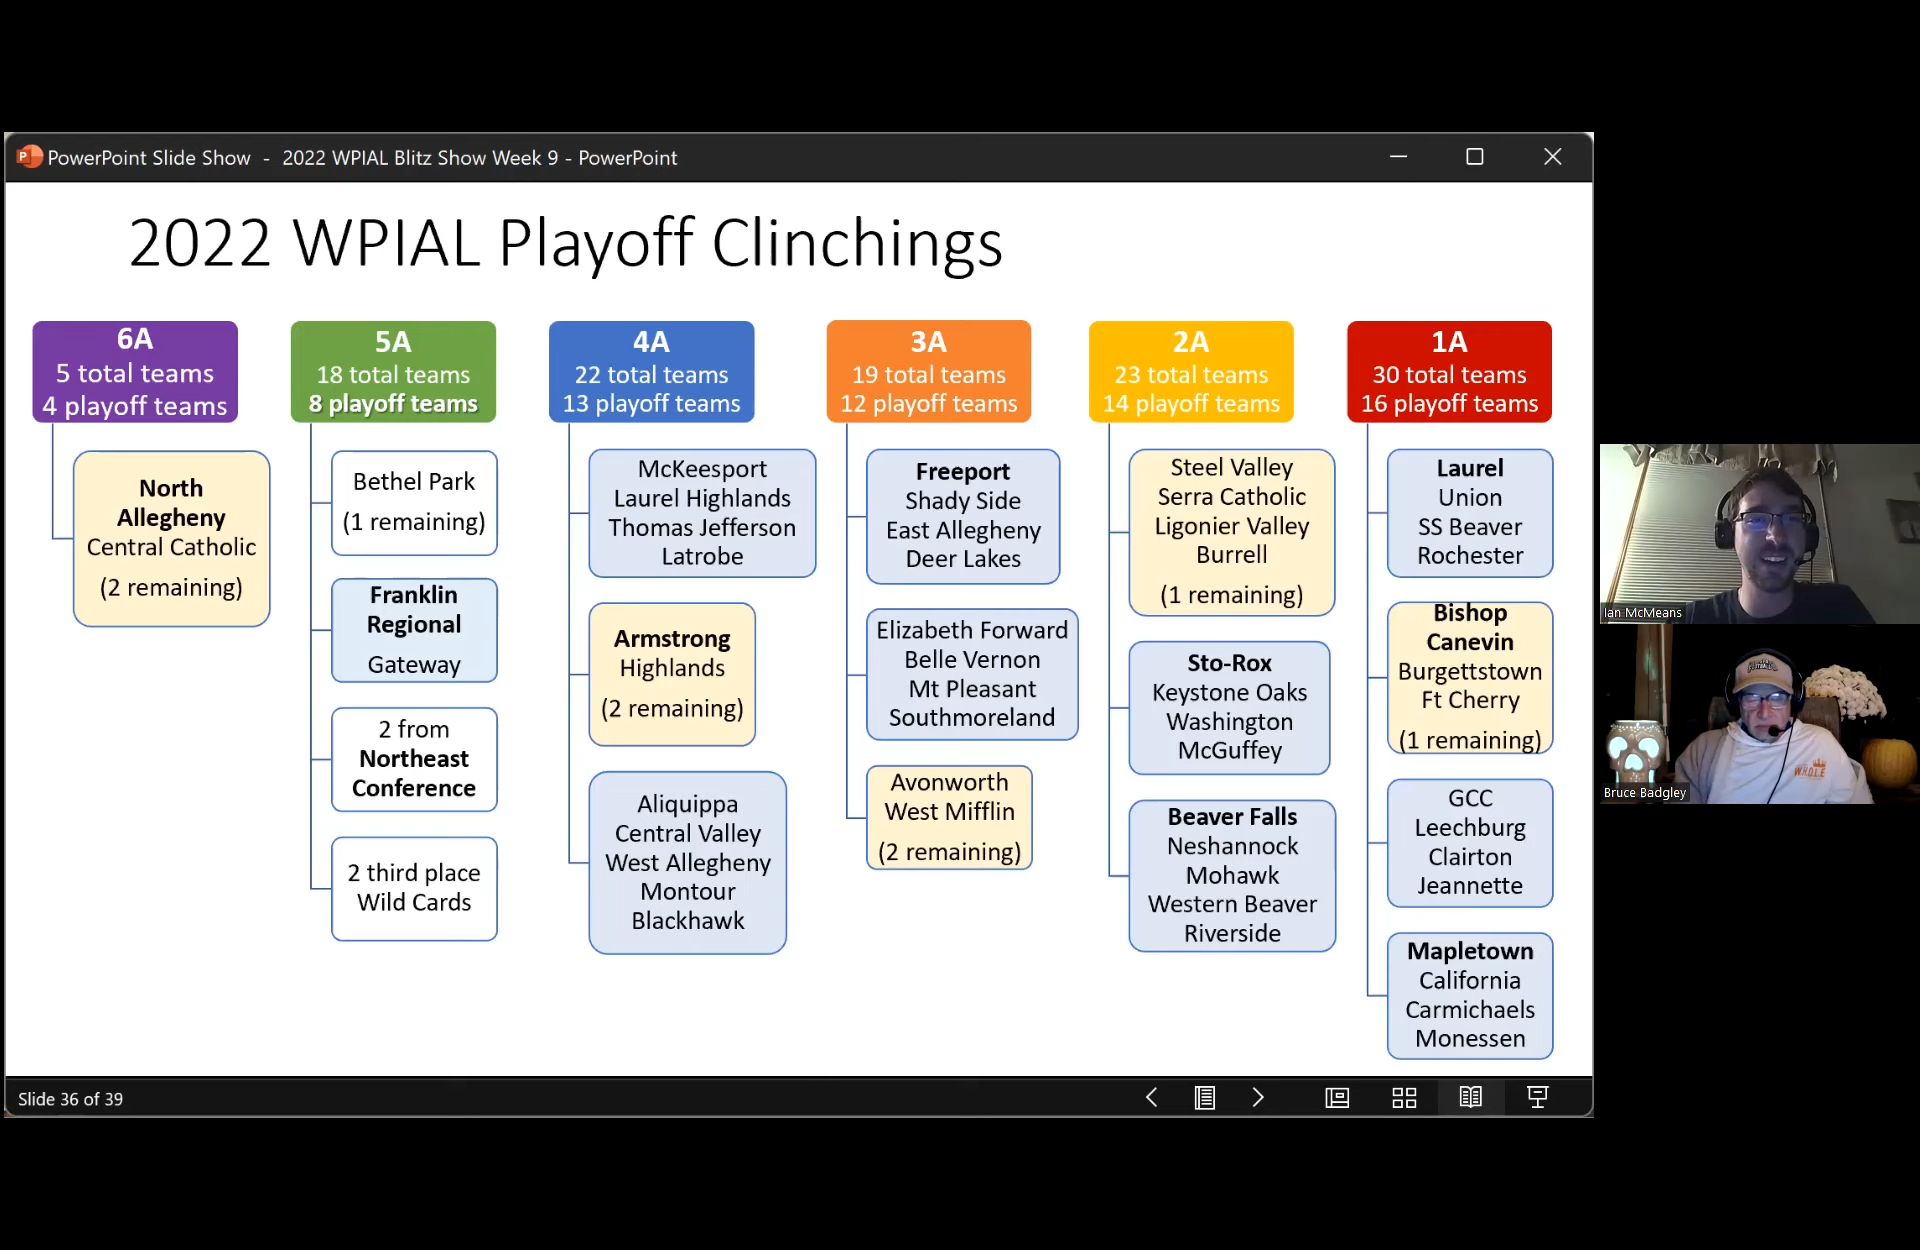 PowerPoint Slide Show - 2022 WPIAL Blitz Show Week 9 - PowerPoint
2022 WPIAL Playoff Clinchings
6A
5 total teams
4 playoff teams
North
Allegheny
Central Catholic
(2 remaining)
5A
18 total teams
8 playoff teams
Bethel Park
(1 remaining)
Franklin
Regional
Gateway
2 from
Northeast
Conference
2 third place
Wild Cards
4A
22 total teams
13 playoff teams
McKeesport
Laurel Highlands
Thomas Jefferson
Latrobe
Armstrong
Highlands
(2 remaining)
Aliquippa
Central Valley
West Allegheny
Montour
Blackhawk
3A
19 total teams
12 playoff teams
Freeport
Shady Side
East Allegheny
Deer Lakes
Elizabeth Forward
Belle Vernon
Mt Pleasant
Southmoreland
Avonworth
West Mifflin
(2 remaining)
2A
23 total teams
14 playoff teams
Steel Valley
Serra Catholic
Ligonier Valley
Burrell
(1 remaining)
Sto-Rox
Keystone Oaks
Washington
McGuffey
Beaver Falls
Neshannock
Mohawk
Western Beaver
Riverside
1A
30 total teams
16 playoff teams
Laurel
Union
SS Beaver
Rochester
Bishop
Canevin
Burgettstown
Ft Cherry
(1 remaining)
GCC
Leechburg
Clairton
Jeannette
Mapletown
California
Carmichaels
Monessen
Slide 36 of 39
Ian McMeans
W.H.O.L.E
Bruce Badgley